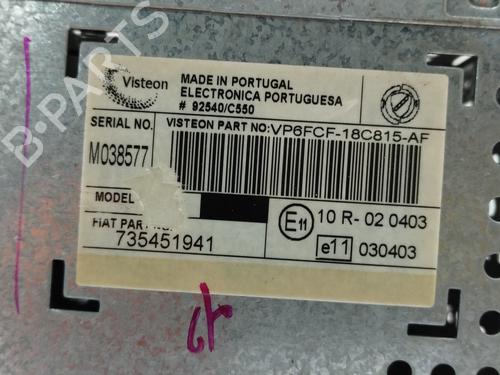 B-PARTS
Visteon
MADE IN PORTUGAL
ELECTRONICA PORTUGUESA
# 92540/C550
SERIAL NO.
VISTEON PART NO:VP6FCF-18C815-AF
M038577
MODEL
E11 10 R- 02 0403
FIAT PART NO.
735451941
e11 030403